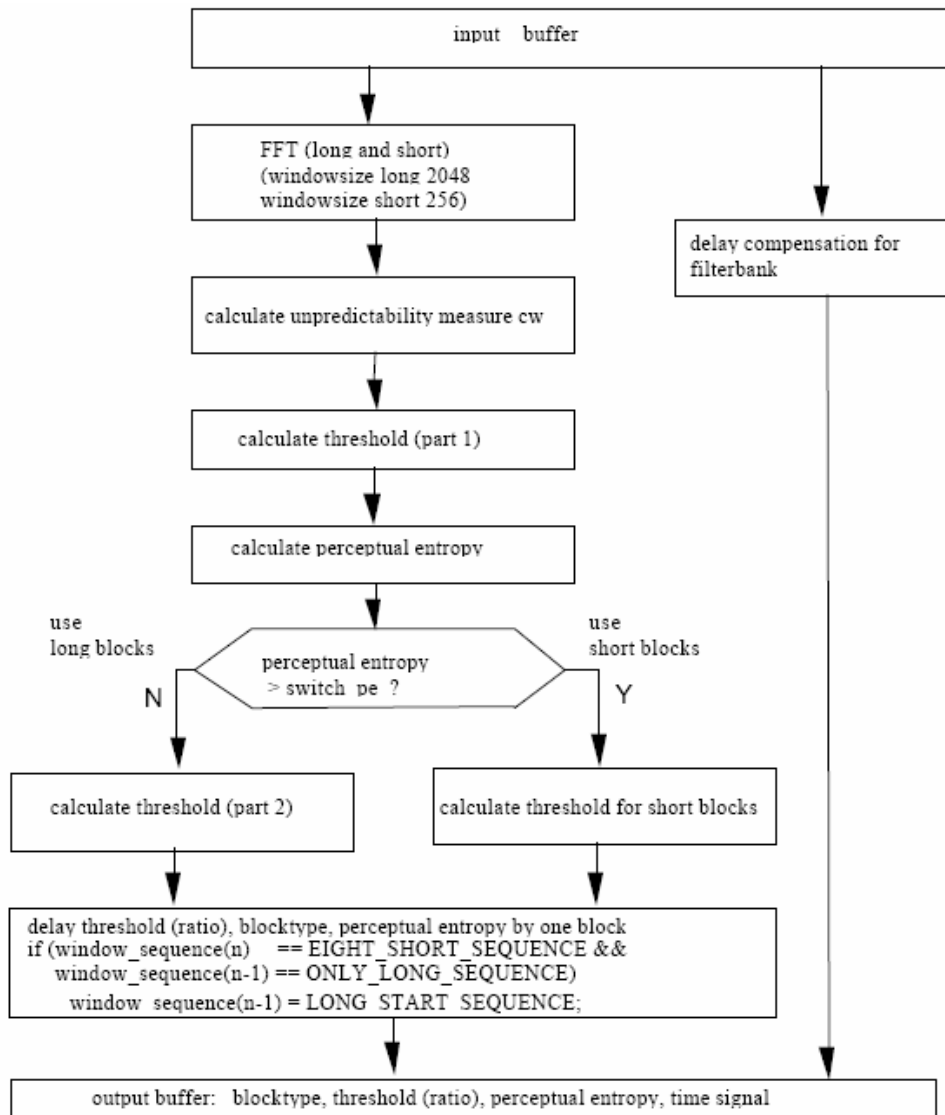 input buffer
FFT (long and short)
(windowsize long 2048
windowsize short 256)
delay compensation for
filterbank
calculate unpredictability measure cw
calculate threshold (part 1)
calculate perceptual entropy
use
long blocks
use
short blocks
perceptual entropy
> switch_pe ?
N
Y
calculate threshold (part 2)
calculate threshold for short blocks
delay threshold (ratio), blocktype, perceptual entropy by one block
if (window_sequence(n) == EIGHT_SHORT_SEQUENCE &&
window_sequence(n-1) == ONLY_LONG_SEQUENCE)
window_sequence(n-1) = LONG_START_SEQUENCE;
output buffer: blocktype, threshold (ratio), perceptual entropy, time signal